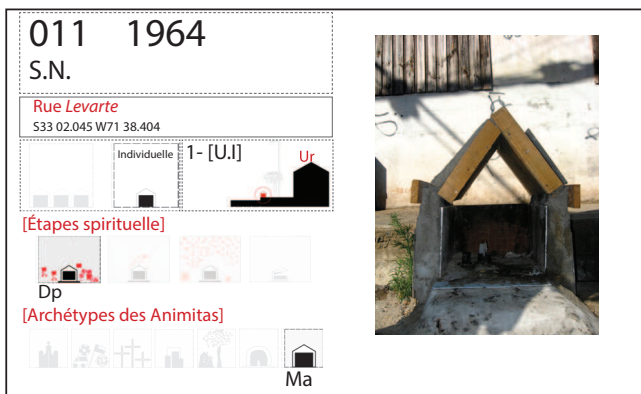 011 1964
S.N.
Rue Levarte
S33 02.045 W71 38.404
Individuelle
1- [U.I]
Ur
[Étapes spirituelle]
Dp
[Archétypes des Animitas]
Ma